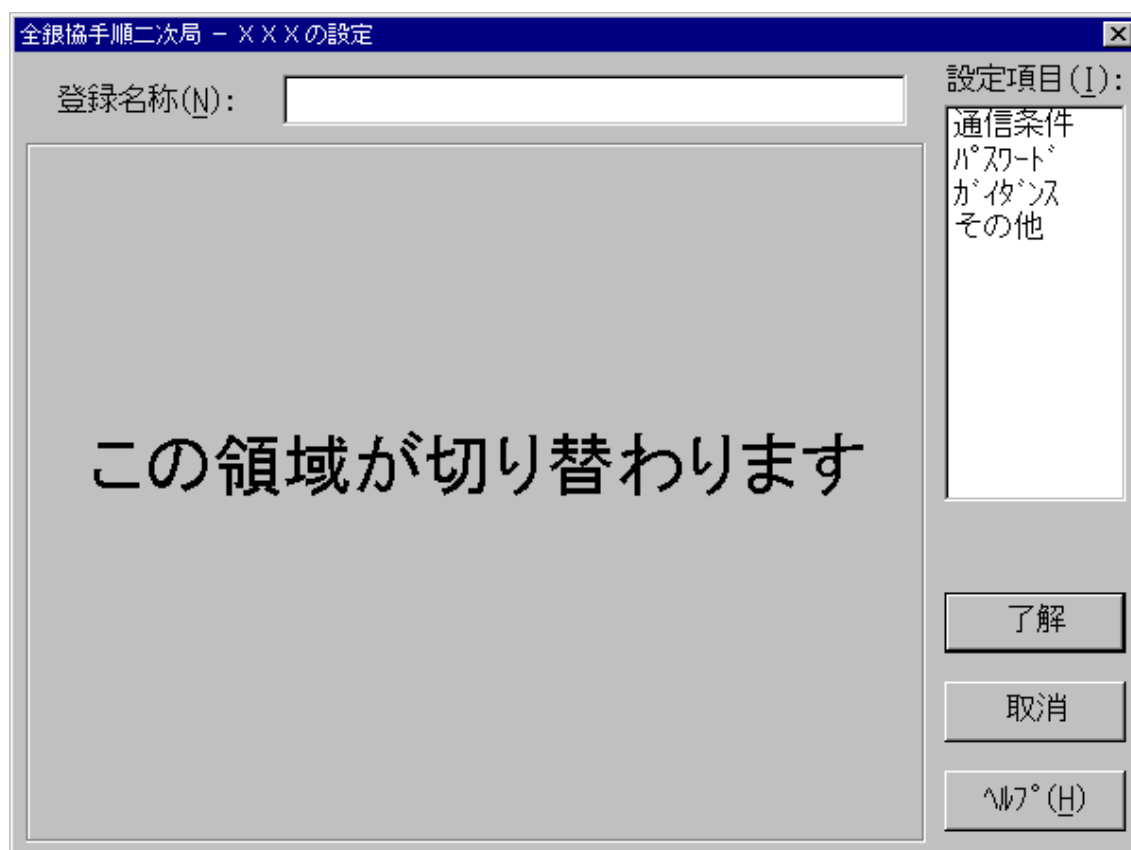 全銀協手順二次局 － ＸＸＸの設定
登録名称(N):
この領域が切り替わります
設定項目(I):
通信条件
ﾊﾟｽﾜｰﾄﾞ
ｶﾞｲﾀﾞﾝｽ
その他
了解
取消
ﾍﾙﾌﾟ(H)